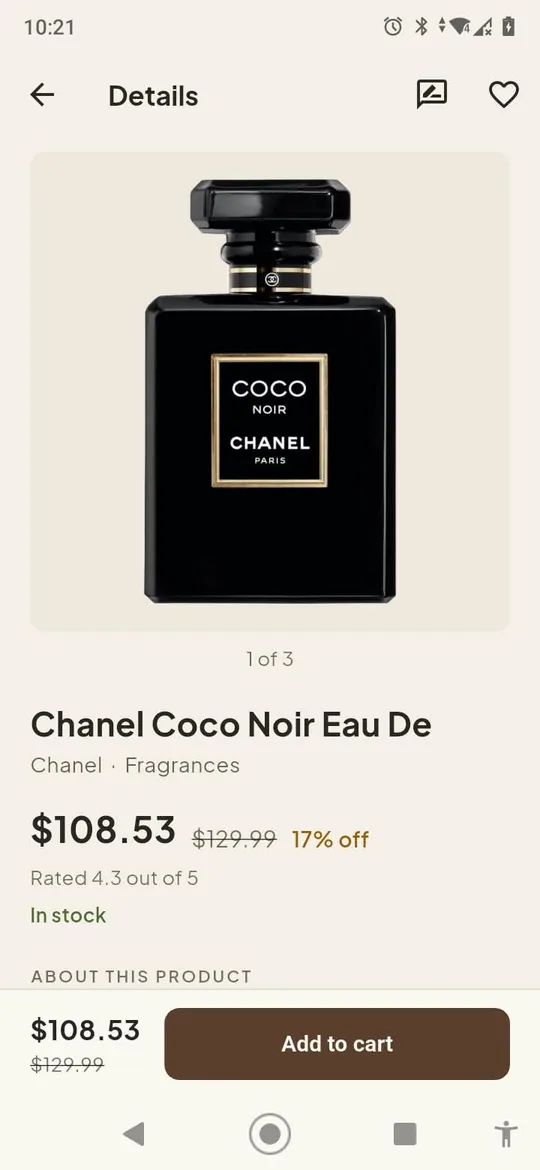 10:21
4
Details
COCO
NOIR
CHANEL
PARIS
1 of 3
Chanel Coco Noir Eau De
Chanel · Fragrances
$108.53 $129.99 17% off
Rated 4.3 out of 5
In stock
ABOUT THIS PRODUCT
$108.53
$129.99
Add to cart